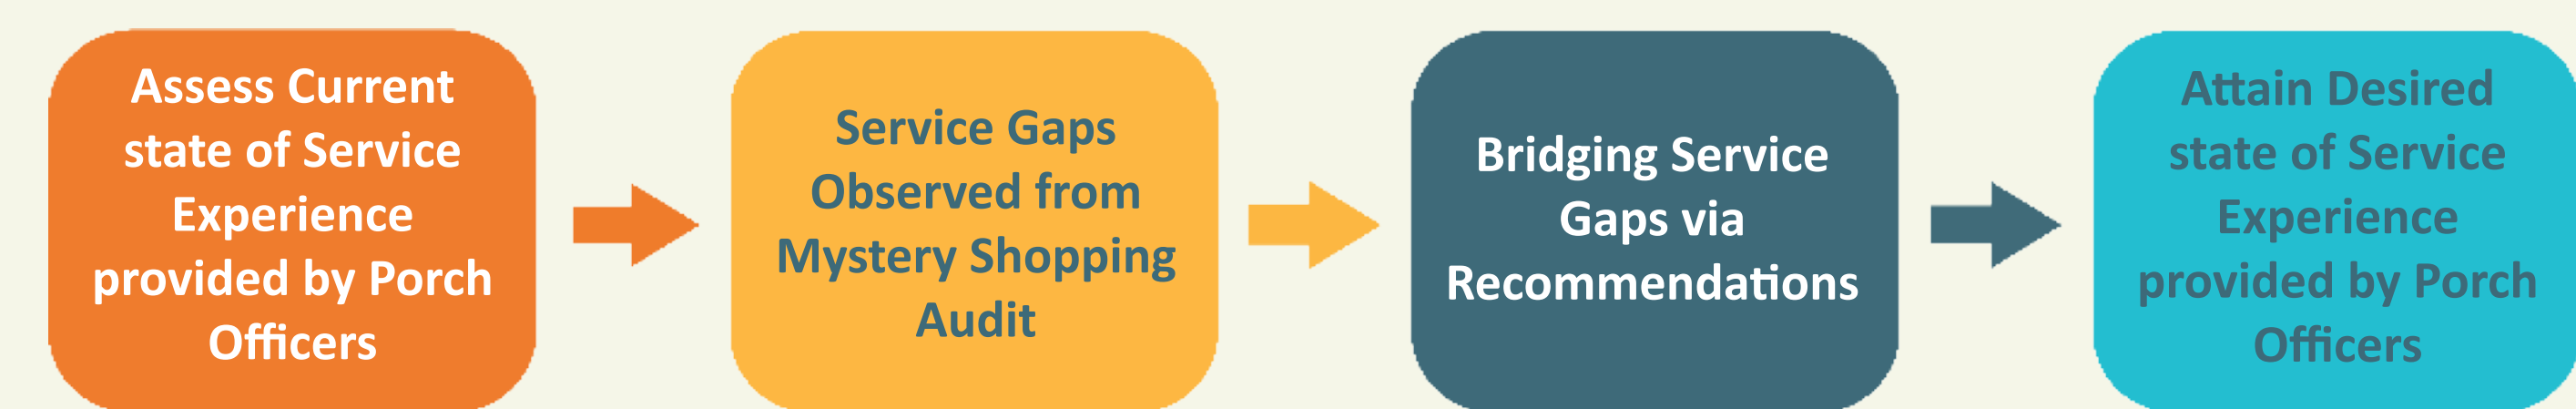 Assess Current
state of Service
Experience
provided by Porch
Officers
Service Gaps
Observed from
Mystery Shopping
Audit
Bridging Service
Gaps via
Recommendations
Attain Desired
state of Service
Experience
provided by Porch
Officers